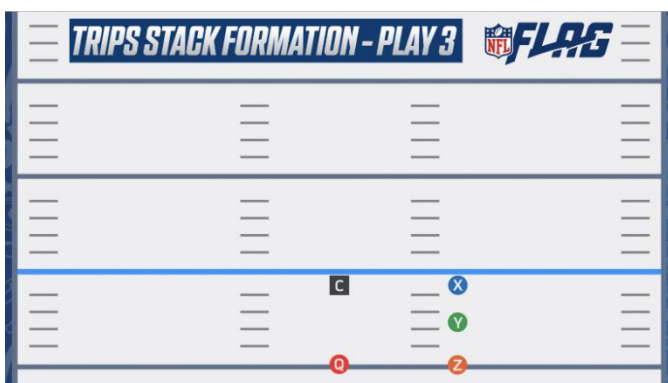 TRIPS STACK FORMATION - PLAY 3
NFL FLAG
C X
Y
Q Z